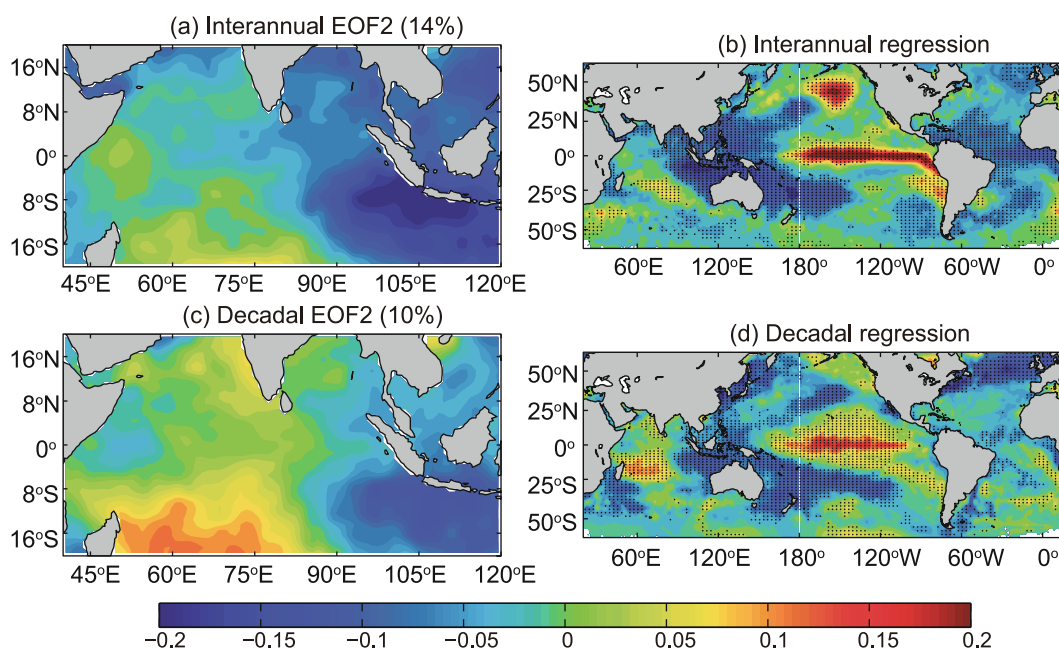 (a) Interannual EOF2 (14%)
16°N
8°N
0°
8°S
16°S
45°E 60°E 75°E 90°E 105°E 120°E
(b) Interannual regression
50°N
25°N
0°
25°S
50°S
60°E 120°E 180° 120°W 60°W 0°
(c) Decadal EOF2 (10%)
16°N
8°N
0°
8°S
16°S
45°E 60°E 75°E 90°E 105°E 120°E
(d) Decadal regression
50°N
25°N
0°
25°S
50°S
60°E 120°E 180° 120°W 60°W 0°
−0.2 −0.15 −0.1 −0.05 0 0.05 0.1 0.15 0.2